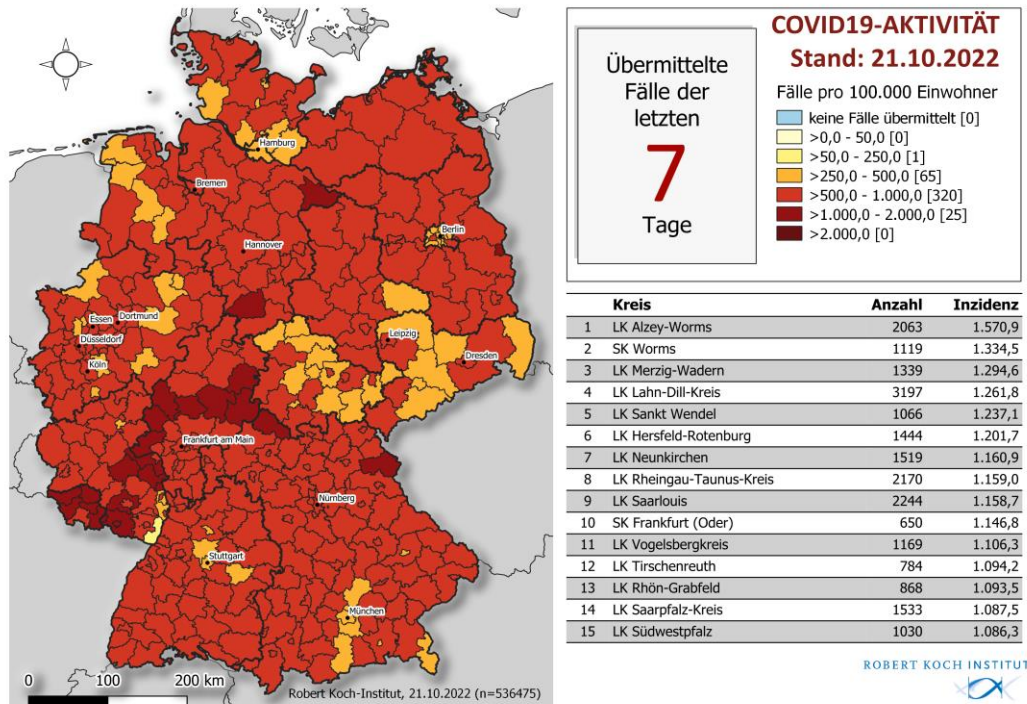 COVID19-AKTIVITÄT
Stand: 21.10.2022
Übermittelte
Fälle der
letzten
7
Tage
Fälle pro 100.000 Einwohner
keine Fälle übermittelt [0]
>0,0 - 50,0 [0]
>50,0 - 250,0 [1]
>250,0 - 500,0 [65]
>500,0 - 1.000,0 [320]
>1.000,0 - 2.000,0 [25]
>2.000,0 [0]
Hamburg
Bremen
Berlin
Hannover
Essen
Dortmund
Düsseldorf
Leipzig
Köln
Dresden
Frankfurt am Main
Nürnberg
Stuttgart
München
0 100 200 km
Robert Koch-Institut, 21.10.2022 (n=536475)
Kreis Anzahl Inzidenz
1 LK Alzey-Worms 2063 1.570,9
2 SK Worms 1119 1.334,5
3 LK Merzig-Wadern 1339 1.294,6
4 LK Lahn-Dill-Kreis 3197 1.261,8
5 LK Sankt Wendel 1066 1.237,1
6 LK Hersfeld-Rotenburg 1444 1.201,7
7 LK Neunkirchen 1519 1.160,9
8 LK Rheingau-Taunus-Kreis 2170 1.159,0
9 LK Saarlouis 2244 1.158,7
10 SK Frankfurt (Oder) 650 1.146,8
11 LK Vogelsbergkreis 1169 1.106,3
12 LK Tirschenreuth 784 1.094,2
13 LK Rhön-Grabfeld 868 1.093,5
14 LK Saarpfalz-Kreis 1533 1.087,5
15 LK Südwestpfalz 1030 1.086,3
ROBERT KOCH INSTITUT